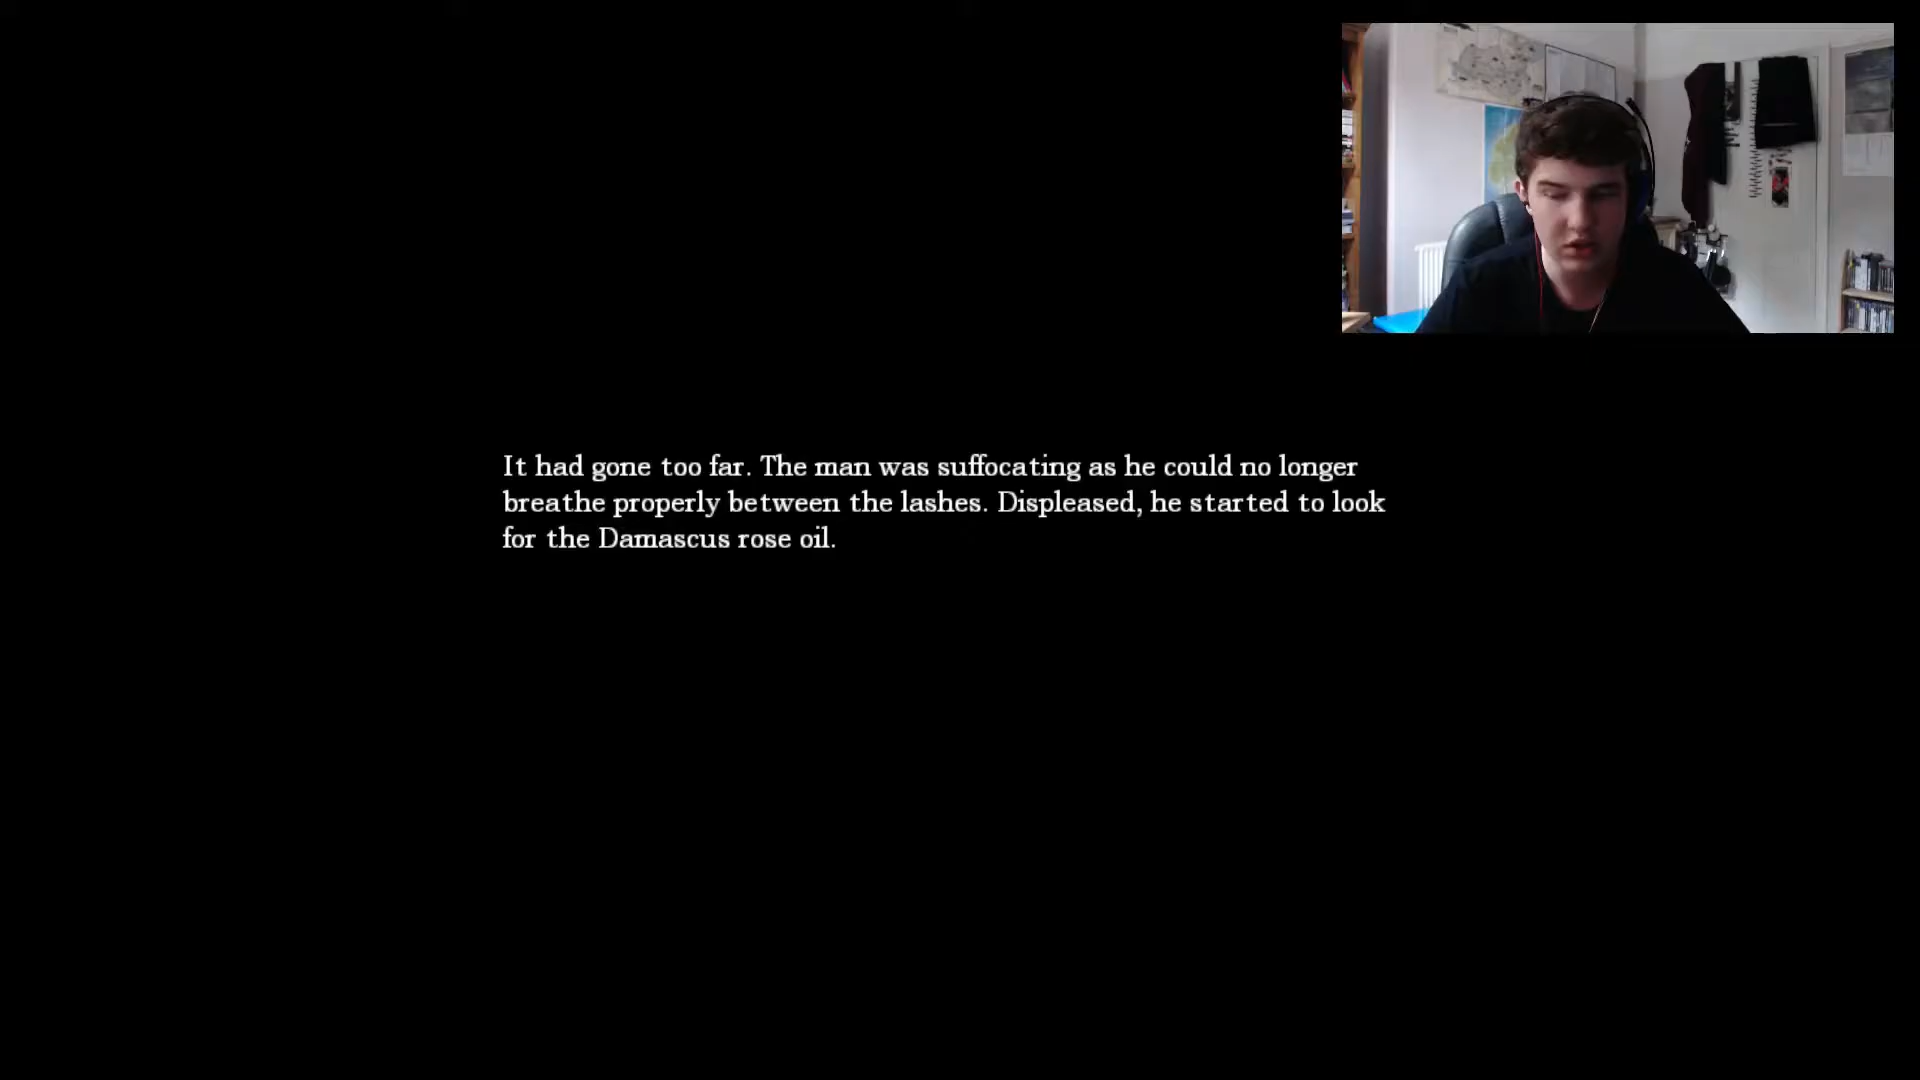 It had gone too far. The man was suffocating as he could no longer
breathe properly between the lashes. Displeased, he started to look
for the Damascus rose oil.